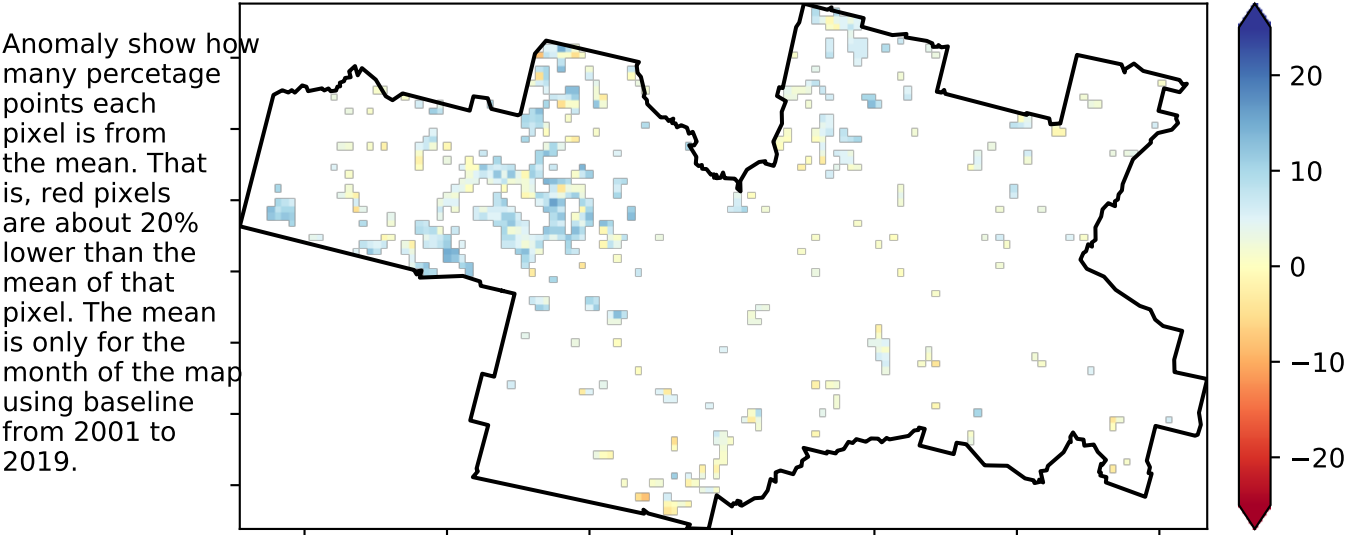 Anomaly show how
many percetage
points each
pixel is from
the mean. That
is, red pixels
are about 20%
lower than the
mean of that
pixel. The mean
is only for the
month of the map
using baseline
from 2001 to
2019.
20
10
0
−10
−20